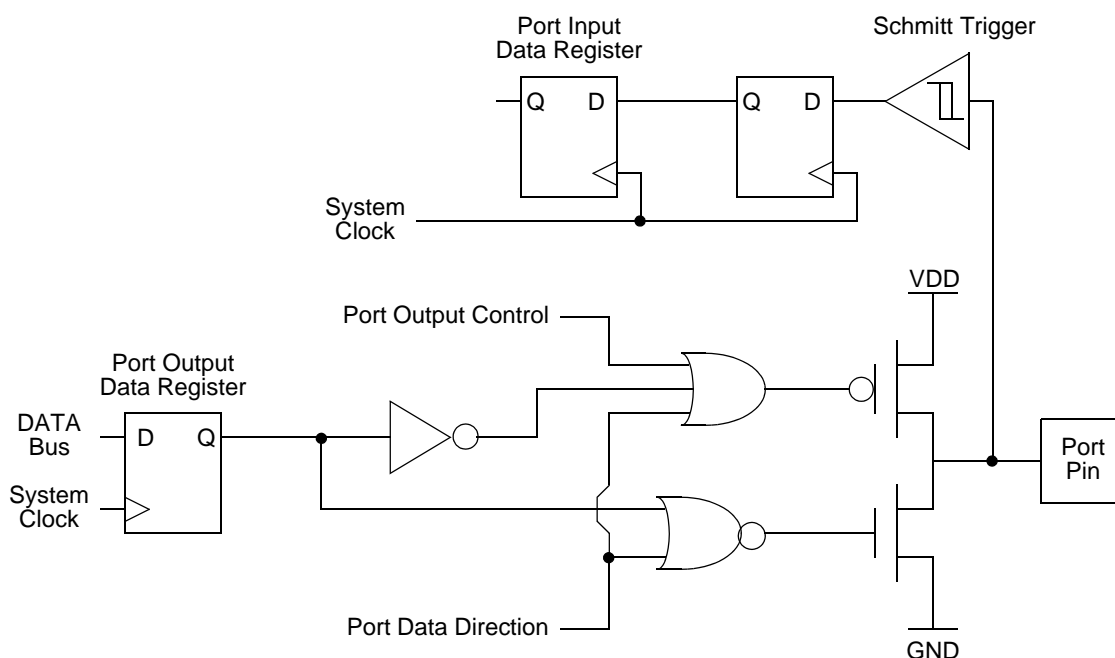 Port Input
Data Register
Schmitt Trigger
Q D
Q D
System
Clock
VDD
Port Output Control
Port Output
Data Register
DATA
Bus
D Q
System
Clock
Port
Pin
Port Data Direction
GND